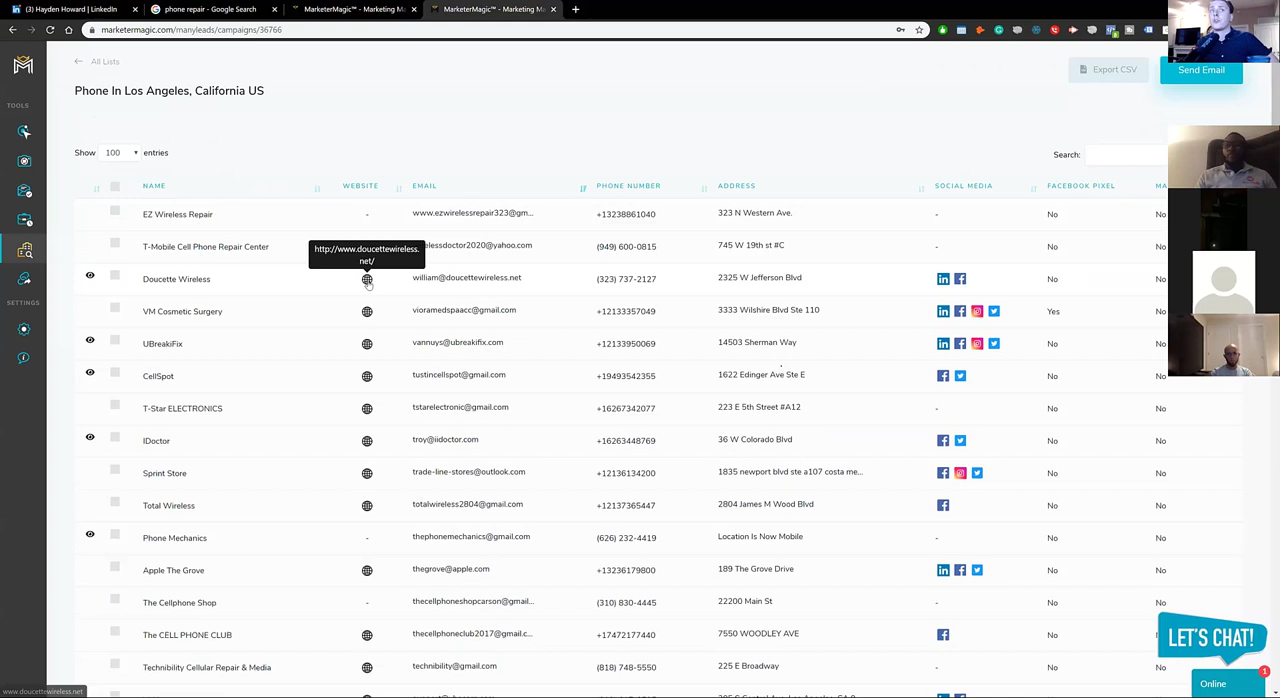 (1) Hayden Howard | LinkedIn
phone repair - Google Search
MarketerMagic™ - Marketing Ma
MarketerMagic™ - Marketing Ma
marketermagic.com/manyleads/campaigns/36766
All Lists
Export CSV
Send Email
Phone In Los Angeles, California US
TOOLS
SETTINGS
Show 100 entries
Search:
NAME WEBSITE EMAIL PHONE NUMBER ADDRESS SOCIAL MEDIA FACEBOOK PIXEL MA
EZ Wireless Repair - www.ezwirelessrepair323@gm... +13238861040 323 N Western Ave. - No No
T-Mobile Cell Phone Repair Center elessdoctor2020@yahoo.com (949) 600-0815 745 W 19th st #C - No No
http://www.doucettewireless.
net/
Doucette Wireless william@doucettewireless.net (323) 737-2127 2325 W Jefferson Blvd No No
VM Cosmetic Surgery vioramedspaacc@gmail.com +12133357049 3333 Wilshire Blvd Ste 110 Yes No
UBreakiFix vannuys@ubreakifix.com +12133950069 14503 Sherman Way No No
CellSpot tustincellspot@gmail.com +19493542355 1622 Edinger Ave Ste E No No
T-Star ELECTRONICS tstarelectronic@gmail.com +16267342077 223 E 5th Street #A12 - No No
IDoctor troy@iidoctor.com +16263448769 36 W Colorado Blvd No No
Sprint Store trade-line-stores@outlook.com +12136134200 1835 newport blvd ste a107 costa me... No No
Total Wireless totalwireless2804@gmail.com +12137365447 2804 James M Wood Blvd No No
Phone Mechanics - thephonemechanics@gmail.com (626) 232-4419 Location Is Now Mobile - No No
Apple The Grove thegrove@apple.com +13236179800 189 The Grove Drive No No
The Cellphone Shop - thecellphoneshopcarson@gmail... (310) 830-4445 22200 Main St - No No
The CELL PHONE CLUB thecellphoneclub2017@gmail.c... +17472177440 7550 WOODLEY AVE No
Technibility Cellular Repair & Media technibility@gmail.com (818) 748-5550 225 E Broadway - No No
LET'S CHAT!
Online
1
www.doucettewireless.net